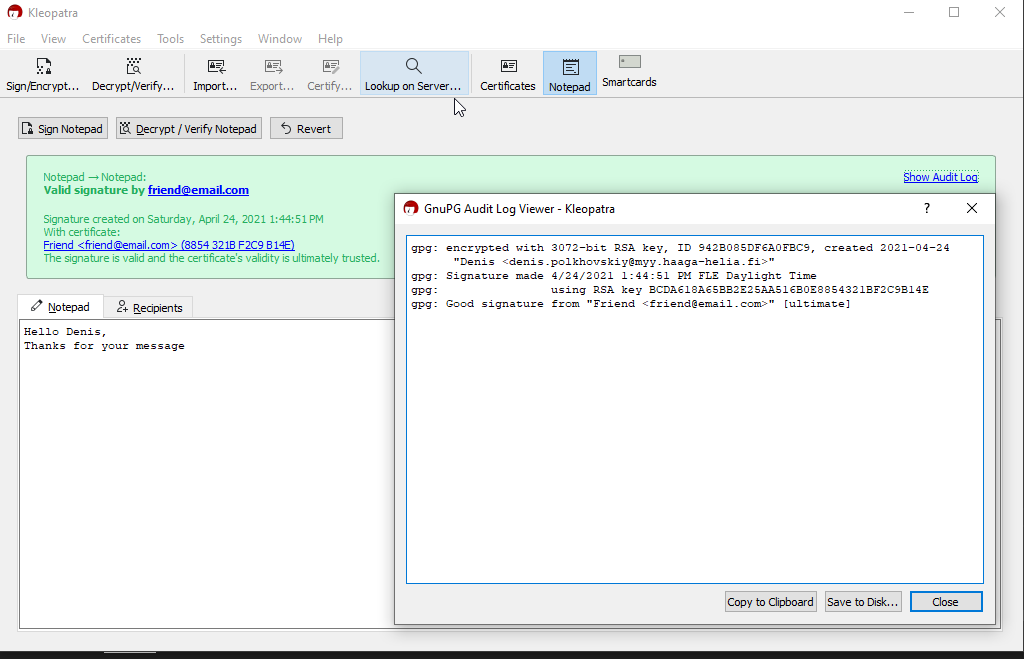 Kleopatra
File View Certificates Tools Settings Window Help
Sign/Encrypt... Decrypt/Verify... Import... Export... Certify... Lookup on Server... Certificates Notepad Smartcards
Sign Notepad Decrypt / Verify Notepad Revert
Notepad → Notepad:
Show Audit Log
Valid signature by friend@email.com
Signature created on Saturday, April 24, 2021 1:44:51 PM
With certificate:
Friend <friend@email.com> (8854 321B F2C9 B14E)
The signature is valid and the certificate's validity is ultimately trusted.
Notepad Recipients
Hello Denis,
Thanks for your message
GnuPG Audit Log Viewer - Kleopatra ?
gpg: encrypted with 3072-bit RSA key, ID 942B085DF6A0FBC9, created 2021-04-24
"Denis <denis.polkhovskiy@myy.haaga-helia.fi>"
gpg: Signature made 4/24/2021 1:44:51 PM FLE Daylight Time
gpg: using RSA key BCDA618A65BB2E25AA516B0E8854321BF2C9B14E
gpg: Good signature from "Friend <friend@email.com>" [ultimate]
Copy to Clipboard Save to Disk... Close